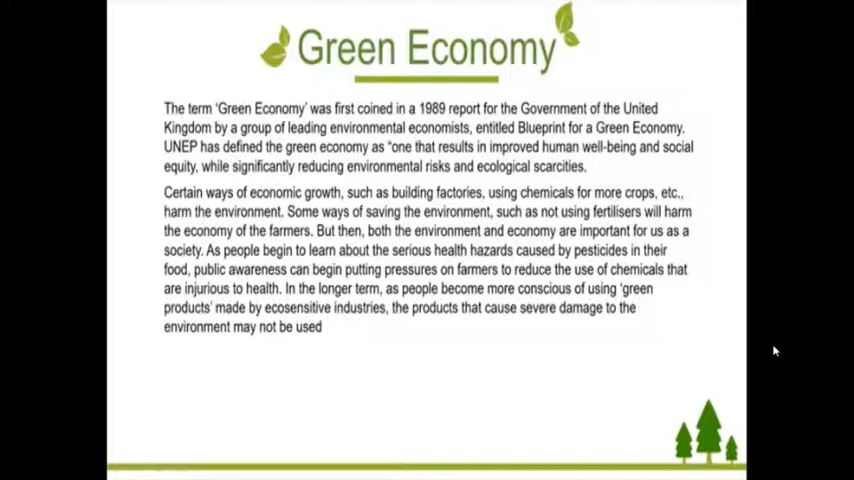 Green Economy
The term ‘Green Economy’ was first coined in a 1989 report for the Government of the United
Kingdom by a group of leading environmental economists, entitled Blueprint for a Green Economy.
UNEP has defined the green economy as “one that results in improved human well-being and social
equity, while significantly reducing environmental risks and ecological scarcities.
Certain ways of economic growth, such as building factories, using chemicals for more crops, etc.,
harm the environment. Some ways of saving the environment, such as not using fertilisers will harm
the economy of the farmers. But then, both the environment and economy are important for us as a
society. As people begin to learn about the serious health hazards caused by pesticides in their
food, public awareness can begin putting pressures on farmers to reduce the use of chemicals that
are injurious to health. In the longer term, as people become more conscious of using ‘green
products’ made by ecosensitive industries, the products that cause severe damage to the
environment may not be used